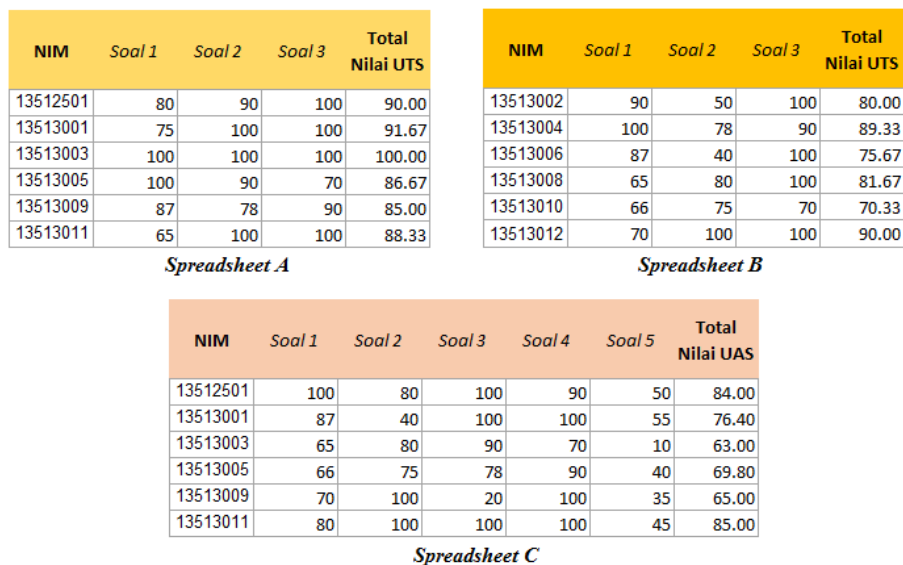 NIM Soal 1 Soal 2 Soal 3 Total Nilai UTS
13512501 80 90 100 90.00
13513001 75 100 100 91.67
13513003 100 100 100 100.00
13513005 100 90 70 86.67
13513009 87 78 90 85.00
13513011 65 100 100 88.33
Spreadsheet A
NIM Soal 1 Soal 2 Soal 3 Total Nilai UTS
13513002 90 50 100 80.00
13513004 100 78 90 89.33
13513006 87 40 100 75.67
13513008 65 80 100 81.67
13513010 66 75 70 70.33
13513012 70 100 100 90.00
Spreadsheet B
NIM Soal 1 Soal 2 Soal 3 Soal 4 Soal 5 Total Nilai UAS
13512501 100 80 100 90 50 84.00
13513001 87 40 100 100 55 76.40
13513003 65 80 90 70 10 63.00
13513005 66 75 78 90 40 69.80
13513009 70 100 20 100 35 65.00
13513011 80 100 100 100 45 85.00
Spreadsheet C